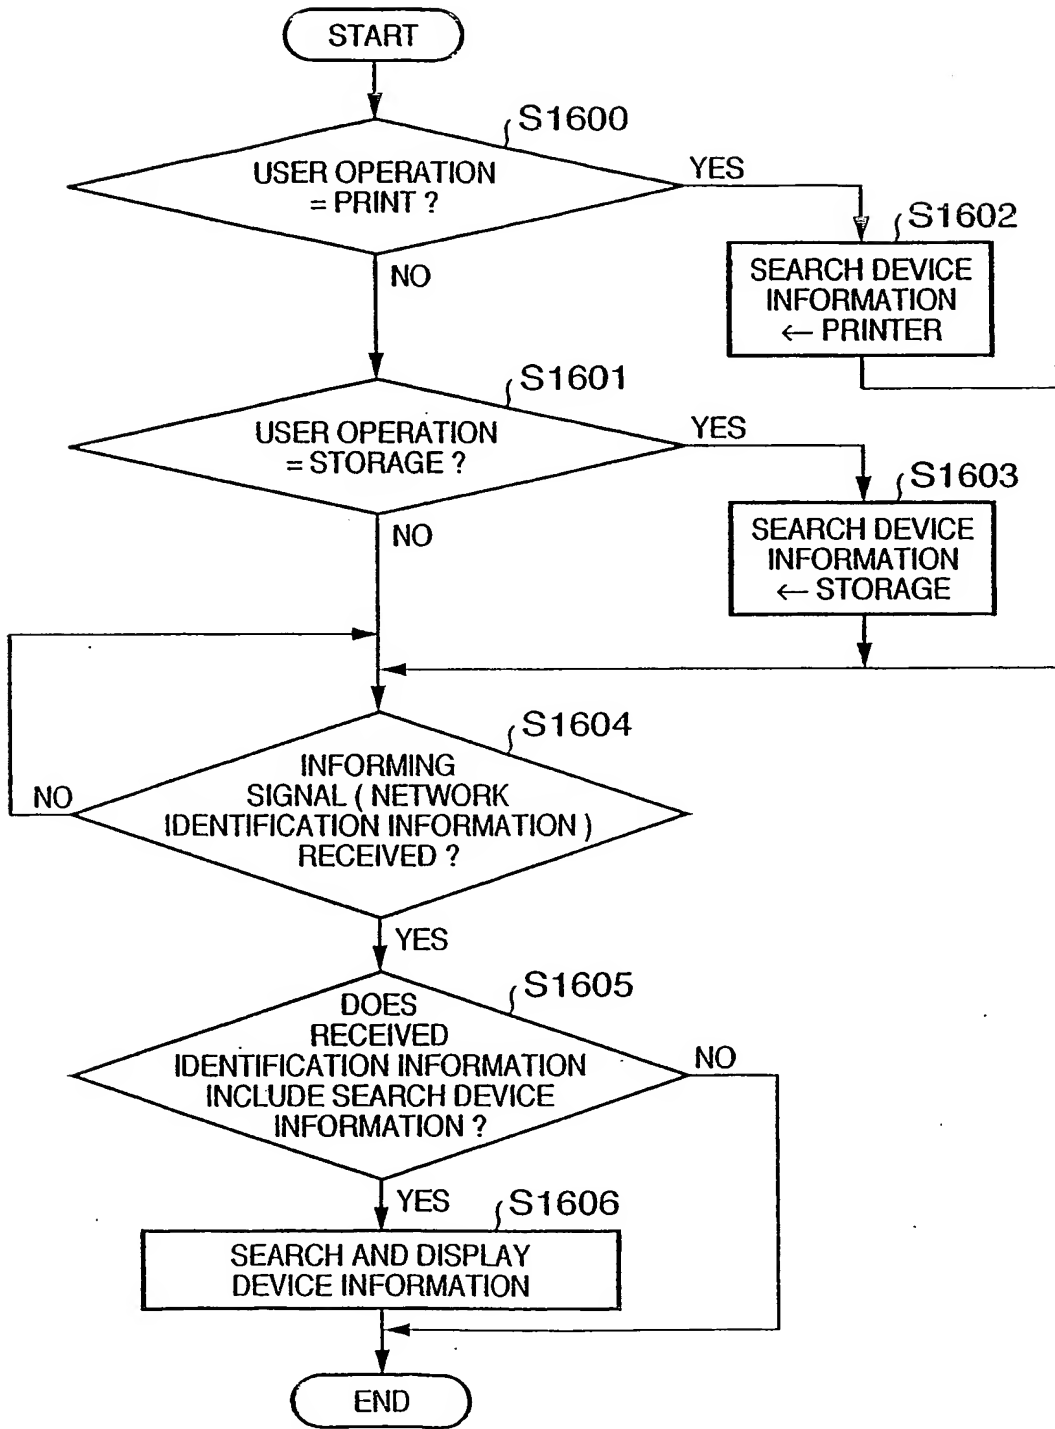 START
S1600
USER OPERATION
= PRINT ?
YES
NO
S1602
SEARCH DEVICE
INFORMATION
← PRINTER
S1601
USER OPERATION
= STORAGE ?
YES
NO
S1603
SEARCH DEVICE
INFORMATION
← STORAGE
S1604
INFORMING
SIGNAL ( NETWORK
IDENTIFICATION INFORMATION )
RECEIVED ?
NO
YES
S1605
DOES
RECEIVED
IDENTIFICATION INFORMATION
INCLUDE SEARCH DEVICE
INFORMATION ?
NO
YES
S1606
SEARCH AND DISPLAY
DEVICE INFORMATION
END